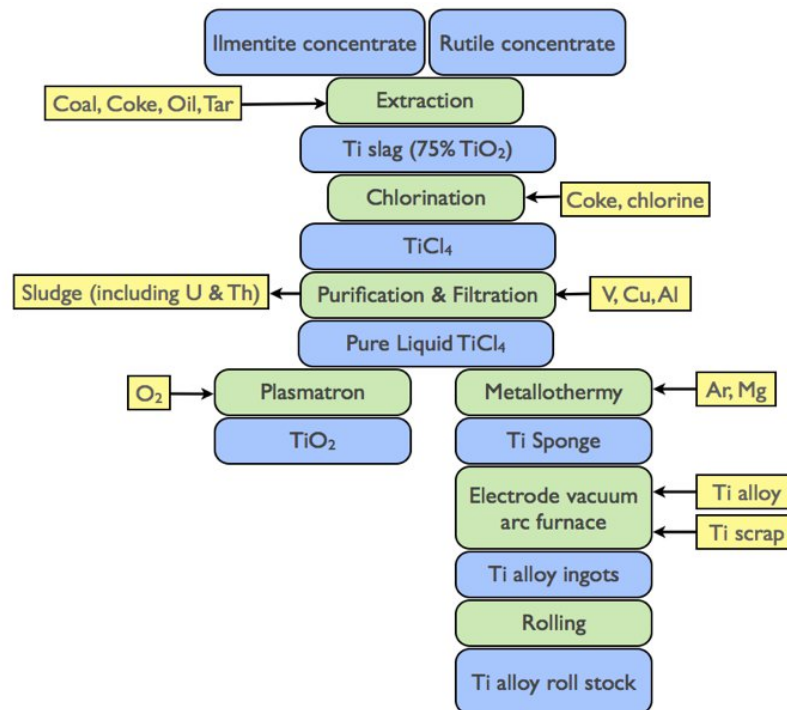 Ilmentite concentrate
Rutile concentrate
Coal, Coke, Oil, Tar
Extraction
Ti slag (75% TiO₂)
Chlorination
Coke, chlorine
TiCl₄
Sludge (including U & Th)
Purification & Filtration
V, Cu, Al
Pure Liquid TiCl₄
O₂
Plasmatron
Metallothermy
Ar, Mg
TiO₂
Ti Sponge
Electrode vacuum
arc furnace
Ti alloy
Ti scrap
Ti alloy ingots
Rolling
Ti alloy roll stock